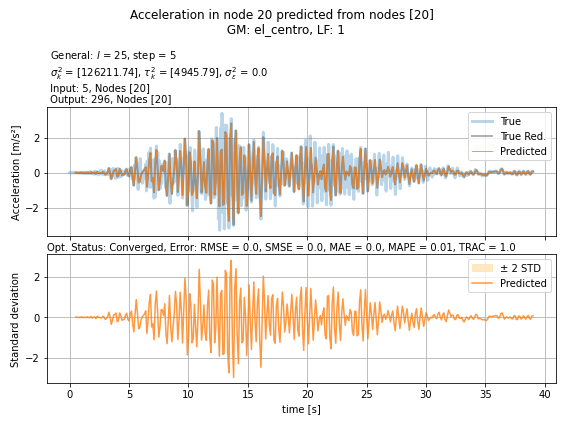 Acceleration in node 20 predicted from nodes [20]
GM: el_centro, LF: 1
General: l = 25, step = 5
σ²ₖ = [126211.74], τ²ₖ = [4945.79], σ²ε = 0.0
Input: 5, Nodes [20]
Output: 296, Nodes [20]
Acceleration [m/s²]
2
0
−2
True
True Red.
Predicted
Opt. Status: Converged, Error: RMSE = 0.0, SMSE = 0.0, MAE = 0.0, MAPE = 0.01, TRAC = 1.0
Standard deviation
2
0
−2
± 2 STD
Predicted
0 5 10 15 20 25 30 35 40
time [s]